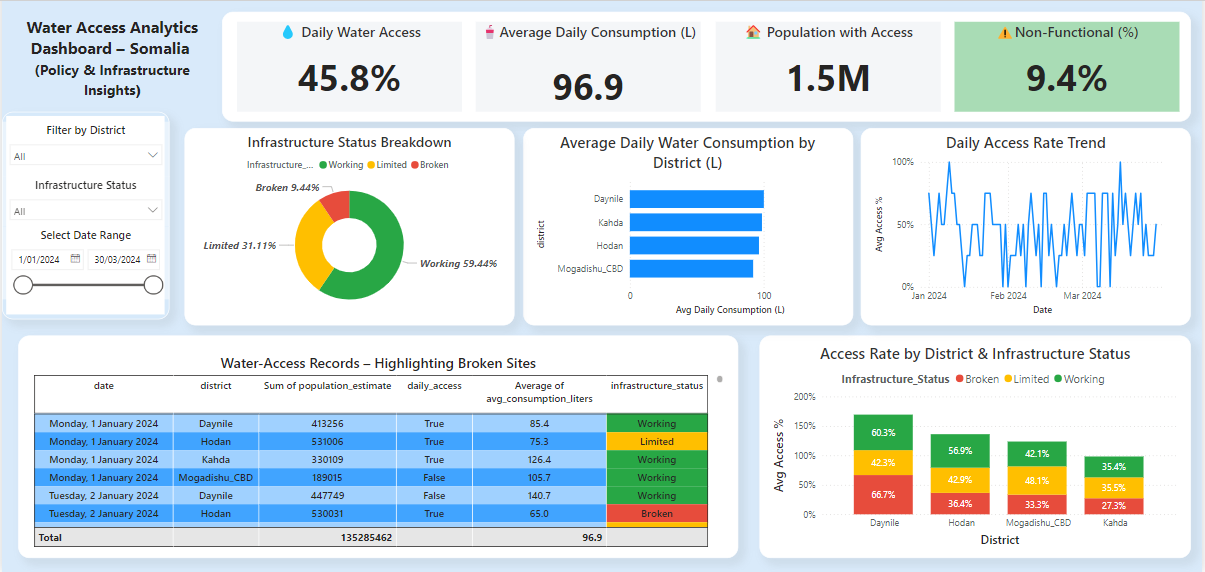 Water Access Analytics
Dashboard – Somalia
(Policy & Infrastructure
Insights)
💧 Daily Water Access
45.8%
🥤 Average Daily Consumption (L)
96.9
🏠 Population with Access
1.5M
⚠️ Non-Functional (%)
9.4%
Filter by District
All
Infrastructure Status
All
Select Date Range
1/01/2024 30/03/2024
Infrastructure Status Breakdown
Infrastructure_... Working Limited Broken
Broken 9.44%
Limited 31.11%
Working 59.44%
Average Daily Water Consumption by
District (L)
district
Daynile
Kahda
Hodan
Mogadishu_CBD
0 100
Avg Daily Consumption (L)
Daily Access Rate Trend
Avg Access %
100%
50%
0%
Jan 2024 Feb 2024 Mar 2024
Date
Water-Access Records – Highlighting Broken Sites
date district Sum of population_estimate daily_access Average of infrastructure_status
avg_consumption_liters
Monday, 1 January 2024 Daynile 413256 True 85.4 Working
Monday, 1 January 2024 Hodan 531006 True 75.3 Limited
Monday, 1 January 2024 Kahda 330109 True 126.4 Working
Monday, 1 January 2024 Mogadishu_CBD 189015 False 105.7 Working
Tuesday, 2 January 2024 Daynile 447749 False 140.7 Working
Tuesday, 2 January 2024 Hodan 530031 True 65.0 Broken
Total 135285462 96.9
Access Rate by District & Infrastructure Status
Infrastructure_Status Broken Limited Working
Avg Access %
200%
150%
100%
50%
0%
60.3% 56.9% 42.1% 35.4%
42.3% 42.9% 48.1% 35.5%
66.7% 36.4% 33.3% 27.3%
Daynile Hodan Mogadishu_CBD Kahda
District